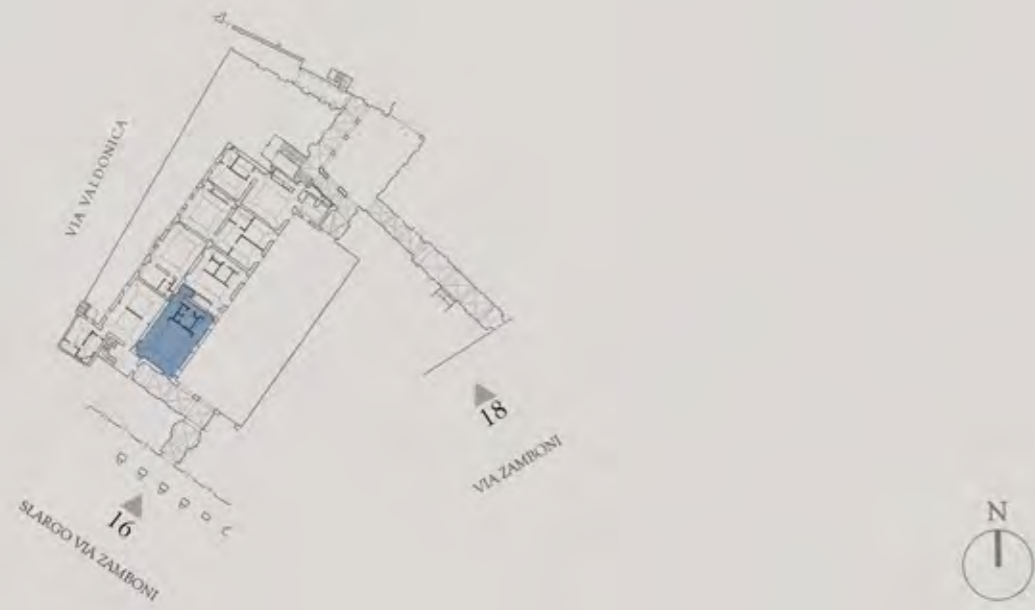 VIA VALDONICA
18
VIA ZAMBONI
16
SLARGO VIA ZAMBONI
N